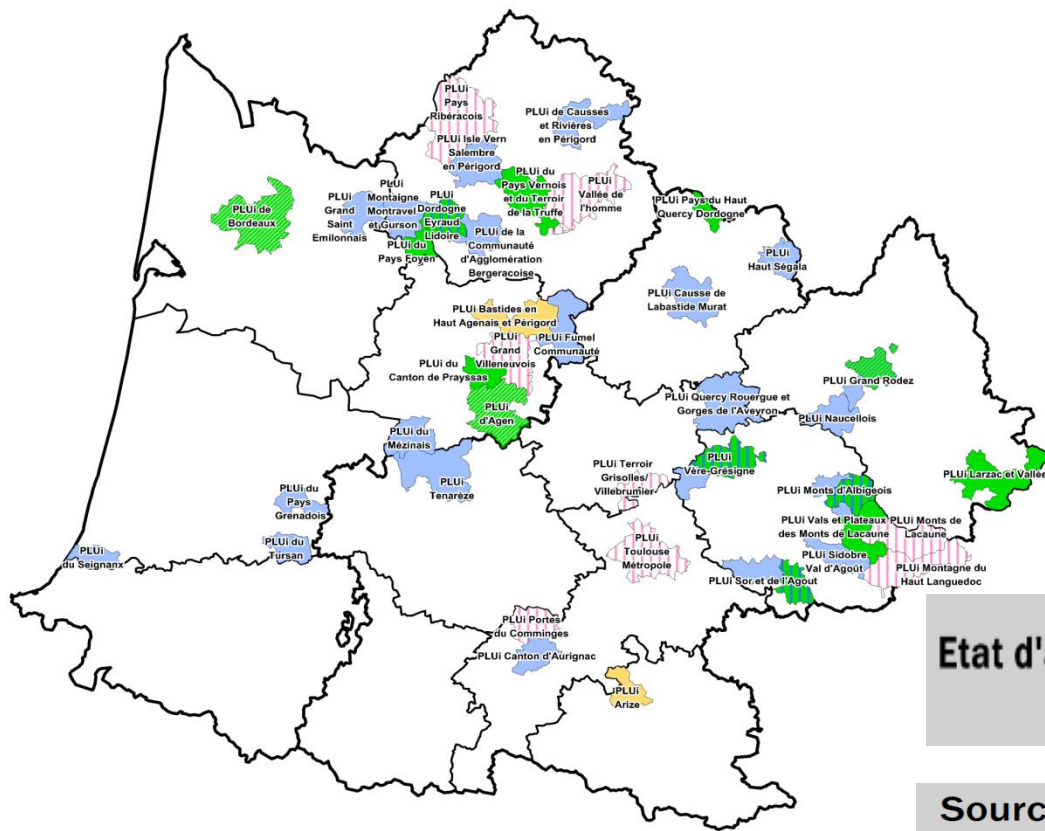 PLUi
Pays
Ribéracois
PLUi de Causses
et Rivières
en Périgord
PLUi Isle Vern
Salembre
en Périgord
PLUi du
Pays Vernois
et du Terroir
de la Truffe
PLUi
Vallée de
l'homme
PLUi de
Bordeaux
PLUi
Grand
Saint
Emilionnais
PLUi
Montaigne
Montravel
et Gurson
PLUi
Dordogne
Eyraud
Lidoire
PLUi du
Pays Foyen
PLUi de la
Communauté
d'Agglomération
Bergeracoise
PLUi Pays du Haut
Quercy Dordogne
PLUi
Haut Ségala
PLUi Causse de
Labastide Murat
PLUi Bastides en
Haut Agenais et Périgord
PLUi Fumel
Communauté
PLUi
Grand
Villeneuvois
PLUi du
Canton de Prayssas
PLUi
d'Agen
PLUi Grand Rodez
PLUi Quercy Rouergue et
Gorges de l'Aveyron
PLUi Naucellois
PLUi du
Mézinais
PLUi
Tenarèze
PLUi
Vère-Grésigne
PLUi Terroir
Grisolles/
Villebrumier
PLUi Larzac et Vallée
PLUi Monts d'Albigeois
PLUi du
Pays
Grenadois
PLUi Vals et Plateaux
des Monts de Lacaune
PLUi Monts de
Lacaune
PLUi
Toulouse
Métropole
PLUi
du Seignanx
PLUi du
Tursan
PLUi Sidobre
Val d'Agoût
PLUi Montagne du
Haut Languedoc
PLUi Sor et de l'Agout
PLUi Portes
du Comminges
PLUi Canton d'Aurignac
PLUi
Arize
Etat d'
Sourc